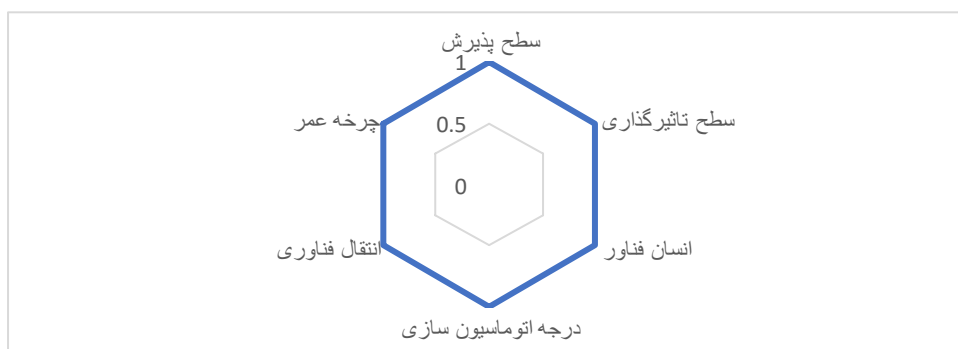 سطح پذیرش
1
سطح تاثیرگذاری
چرخه عمر
0.5
0
انسان فناور
انتقال فناوری
درجه اتوماسیون سازی